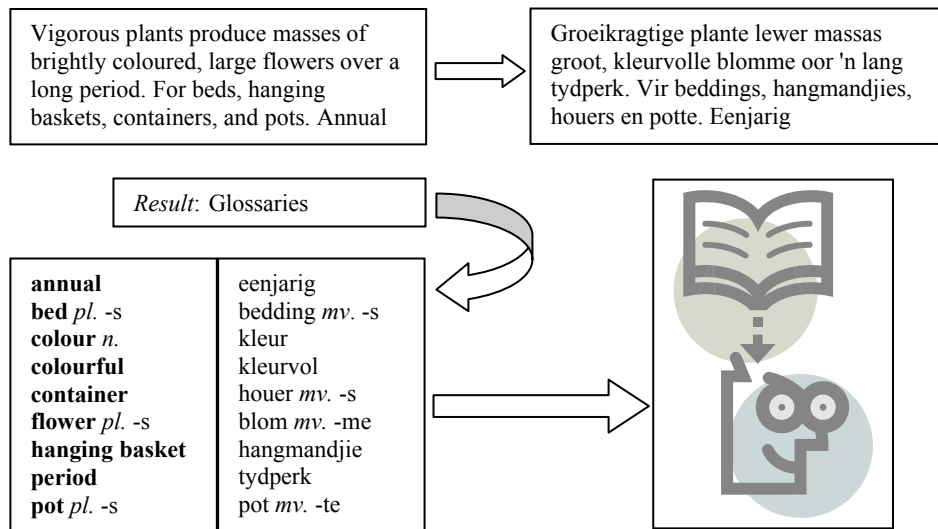 Vigorous plants produce masses of
brightly coloured, large flowers over a
long period. For beds, hanging
baskets, containers, and pots. Annual
Groeikragtige plante lewer massas
groot, kleurvolle blomme oor 'n lang
tydperk. Vir beddings, hangmandjies,
houers en potte. Eenjarig
Result: Glossaries
annual eenjarig
bed pl. -s bedding mv. -s
colour n. kleur
colourful kleurvol
container houer mv. -s
flower pl. -s blom mv. -me
hanging basket hangmandjie
period tydperk
pot pl. -s pot mv. -te